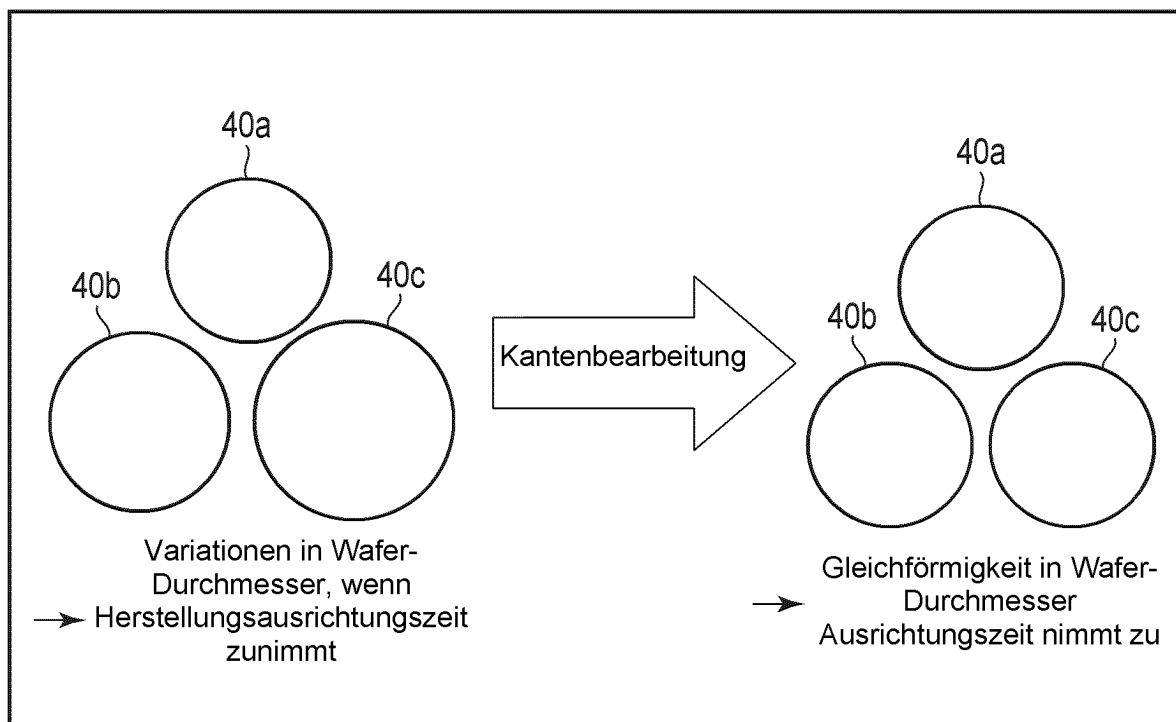 40a
40b
40c
Variationen in Wafer-
Durchmesser, wenn
Herstellungsausrichtungszeit
zunimmt
Kantenbearbeitung
40a
40b
40c
Gleichförmigkeit in Wafer-
Durchmesser
Ausrichtungszeit nimmt zu